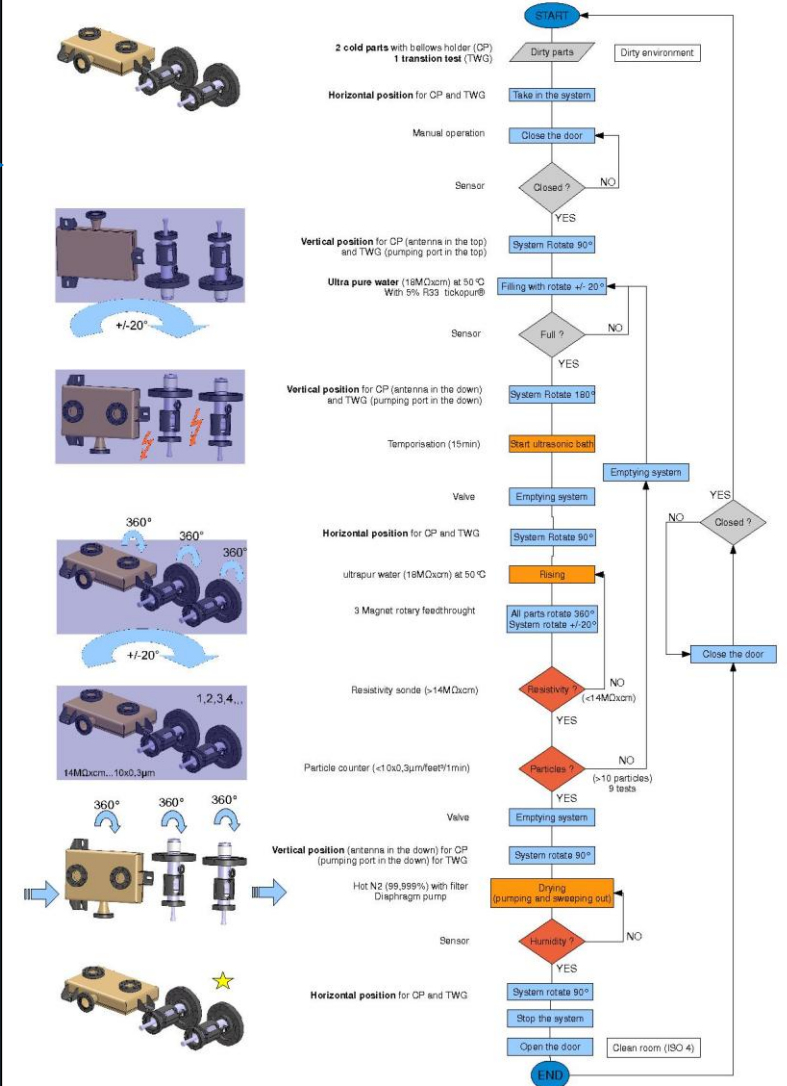 START
2 cold parts with bellows holder (CP)
1 transtion test (TWG)
Dirty parts
Dirty environment
Horizontal position for CP and TWG
Take in the system
Manual operation
Close the door
Sensor
Closed ?
NO
YES
Vertical position for CP (antenna in the top)
and TWG (pumping port in the top)
System Rotate 90°
Ultra pure water (18MΩxcm) at 50 °C
With 5% R33 tickopur®
Filling with rotate +/- 20°
+/-20°
Sensor
Full ?
NO
YES
Vertical position for CP (antenna in the down)
and TWG (pumping port in the down)
System Rotate 180°
Temporisation (15min)
Start ultrasonic bath
Emptying system
Valve
Emptying system
YES
NO
Closed ?
Horizontal position for CP and TWG
System Rotate 90°
360°
360°
360°
ultrapur water (18MΩxcm) at 50 °C
Rising
3 Magnet rotary feedthrought
All parts rotate 360°
System rotate +/-20°
+/-20°
Close the door
Resistivity sonde (>14MΩxcm)
Resistivity ?
NO
(<14MΩxcm)
YES
1,2,3,4...
14MΩxcm...10x0,3µm
Particle counter (<10x0,3µm/feet³/1min)
Particles ?
NO
(>10 particles)
9 tests
YES
360°
360°
360°
Valve
Emptying system
Vertical position (antenna in the down) for CP
(pumping port in the down) for TWG
System rotate 90°
Hot N2 (99,999%) with filter
Diaphragm pump
Drying
(pumping and sweeping out)
Sensor
Humidity ?
NO
YES
Horizontal position for CP and TWG
System rotate 90°
Stop the system
Open the door
Clean room (ISO 4)
END